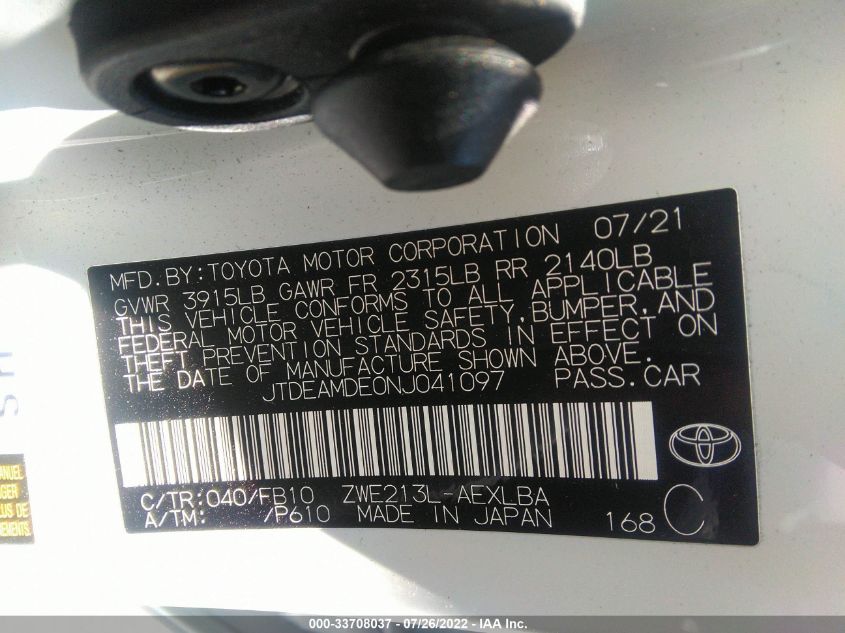 MFD.BY:TOYOTA MOTOR CORPORATION 07/21
GVWR 3915LB GAWR FR 2315LB RR 2140LB
THIS VEHICLE CONFORMS TO ALL APPLICABLE
FEDERAL MOTOR VEHICLE SAFETY,BUMPER,AND
THEFT PREVENTION STANDARDS IN EFFECT ON
THE DATE OF MANUFACTURE SHOWN ABOVE.
JTDEAMDE0NJ041097 PASS.CAR
C/TR:040/FB10 ZWE213L-AEXLBA
A/TM: /P610 MADE IN JAPAN 168 C
000-33708037 - 07/26/2022 - IAA Inc.